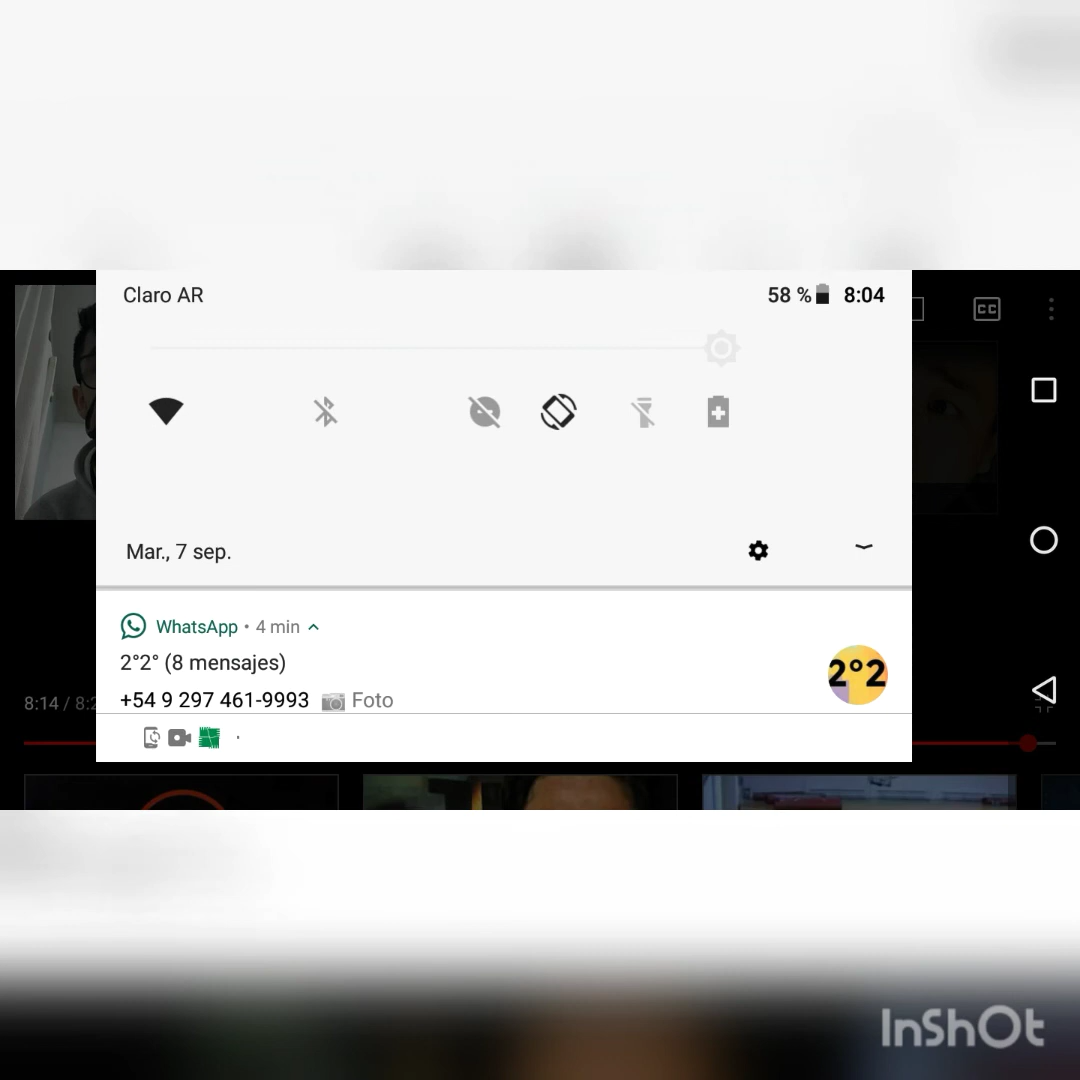 Claro AR
58 % 8:04
CC
Mar., 7 sep.
WhatsApp • 4 min
2°2° (8 mensajes)
2°2
+54 9 297 461-9993 Foto
8:14 / 8:2
InShOt